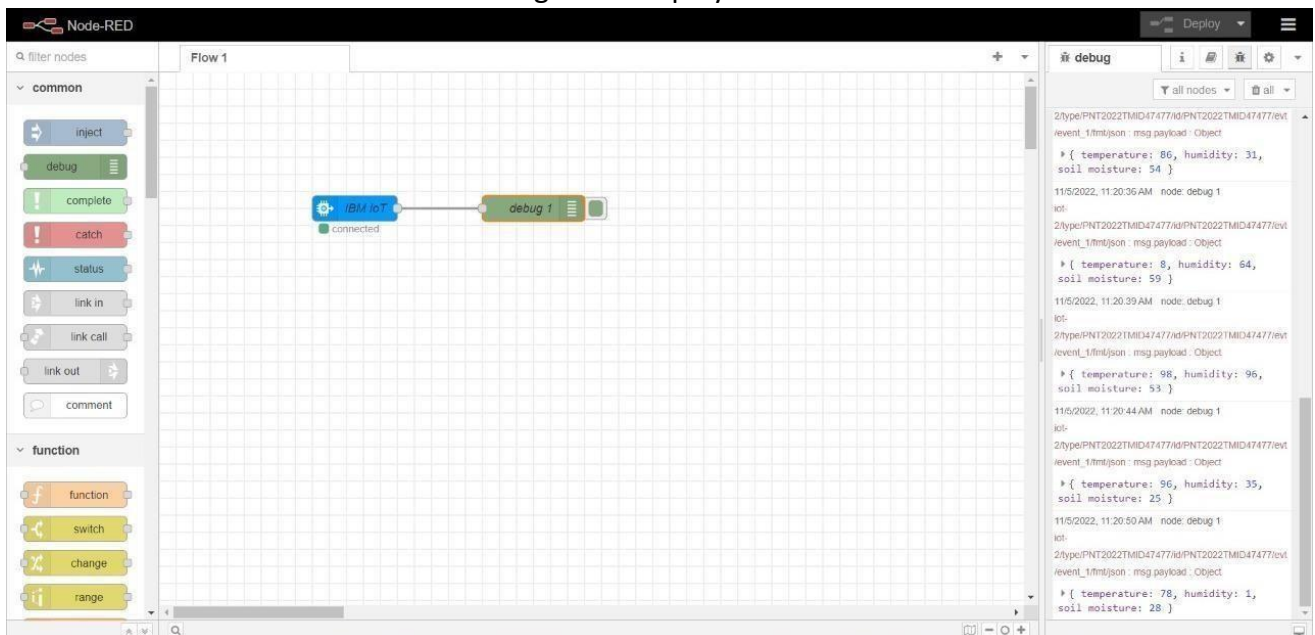 Node-RED
Deploy
filter nodes
Flow 1
debug
i
all nodes
all
common
inject
debug
complete
catch
status
link in
link call
link out
comment
function
f function
switch
change
range
IBM IoT
connected
debug 1
2/type/PNT2022TMID47477/id/PNT2022TMID47477/evt
/event_1/fmt/json : msg.payload : Object
{ temperature: 86, humidity: 31,
soil moisture: 54 }
11/5/2022, 11:20:36 AM node: debug 1
iot-
2/type/PNT2022TMID47477/id/PNT2022TMID47477/evt
/event_1/fmt/json : msg.payload : Object
{ temperature: 8, humidity: 64,
soil moisture: 59 }
11/5/2022, 11:20:39 AM node: debug 1
iot-
2/type/PNT2022TMID47477/id/PNT2022TMID47477/evt
/event_1/fmt/json : msg.payload : Object
{ temperature: 98, humidity: 96,
soil moisture: 53 }
11/5/2022, 11:20:44 AM node: debug 1
iot-
2/type/PNT2022TMID47477/id/PNT2022TMID47477/evt
/event_1/fmt/json : msg.payload : Object
{ temperature: 96, humidity: 35,
soil moisture: 25 }
11/5/2022, 11:20:50 AM node: debug 1
iot-
2/type/PNT2022TMID47477/id/PNT2022TMID47477/evt
/event_1/fmt/json : msg.payload : Object
{ temperature: 78, humidity: 1,
soil moisture: 28 }